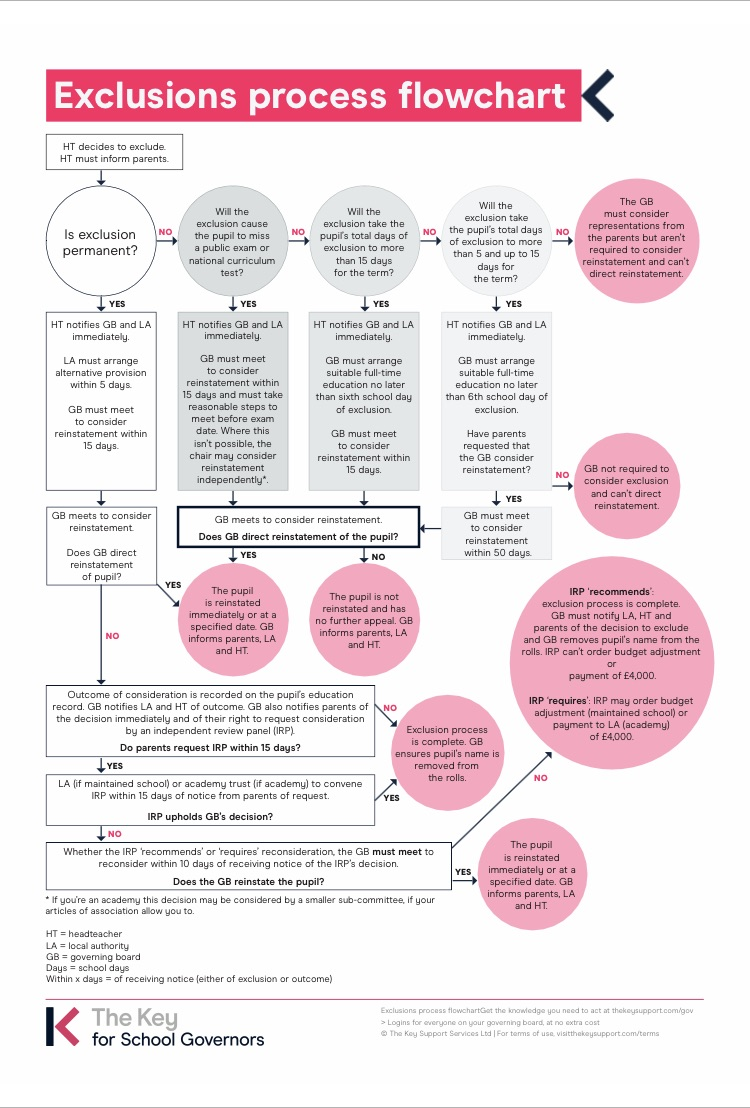 Exclusions process flowchart
HT decides to exclude.
HT must inform parents.
Is exclusion
permanent?
NO
Will the
exclusion cause
the pupil to miss
a public exam or
national curriculum
test?
NO
Will the
exclusion take the
pupil's total days of
exclusion to more
than 15 days
for the term?
NO
Will the
exclusion take
the pupil's total days
of exclusion to more
than 5 and up to 15
days for
the term?
NO
The GB
must consider
representations from
the parents but aren't
required to consider
reinstatement and can't
direct reinstatement.
YES
YES
YES
YES
HT notifies GB and LA
immediately.
LA must arrange
alternative provision
within 5 days.
GB must meet
to consider
reinstatement within
15 days.
HT notifies GB and LA
immediately.
GB must meet
to consider
reinstatement within
15 days and must take
reasonable steps to
meet before exam
date. Where this
isn't possible, the
chair may consider
reinstatement
independently*.
HT notifies GB and LA
immediately.
GB must arrange
suitable full-time
education no later
than sixth school day
of exclusion.
GB must meet
to consider
reinstatement within
15 days.
HT notifies GB and LA
immediately.
GB must arrange
suitable full-time
education no later
than 6th school day of
exclusion.
Have parents
requested that
the GB consider
reinstatement?
NO
GB not required to
consider exclusion
and can't direct
reinstatement.
YES
GB meets to consider
reinstatement.
Does GB direct
reinstatement
of pupil?
GB meets to consider reinstatement.
Does GB direct reinstatement of the pupil?
GB must meet
to consider
reinstatement
within 50 days.
YES
NO
YES
The pupil
is reinstated
immediately or at a
specified date. GB
informs parents, LA
and HT.
The pupil is not
reinstated and has
no further appeal. GB
informs parents, LA
and HT.
IRP 'recommends':
exclusion process is complete.
GB must notify LA, HT and
parents of the decision to exclude
and GB removes pupil's name from the
rolls. IRP can't order budget adjustment
or
payment of £4,000.
IRP 'requires': IRP may order budget
adjustment (maintained school) or
payment to LA (academy)
of £4,000.
NO
Outcome of consideration is recorded on the pupil's education
record. GB notifies LA and HT of outcome. GB also notifies parents of
the decision immediately and of their right to request consideration
by an independent review panel (IRP).
Do parents request IRP within 15 days?
NO
Exclusion process
is complete. GB
ensures pupil's name is
removed from
the rolls.
YES
LA (if maintained school) or academy trust (if academy) to convene
IRP within 15 days of notice from parents of request.
IRP upholds GB's decision?
YES
NO
NO
Whether the IRP 'recommends' or 'requires' reconsideration, the GB must meet to
reconsider within 10 days of receiving notice of the IRP's decision.
Does the GB reinstate the pupil?
YES
The pupil
is reinstated
immediately or at a
specified date. GB
informs parents, LA
and HT.
* If you're an academy this decision may be considered by a smaller sub-committee, if your
articles of association allow you to.
HT = headteacher
LA = local authority
GB = governing board
Days = school days
Within x days = of receiving notice (either of exclusion or outcome)
The Key
for School Governors
Exclusions process flowchartGet the knowledge you need to act at thekeysupport.com/gov
> Logins for everyone on your governing board, at no extra cost
© The Key Support Services Ltd | For terms of use, visitthekeysupport.com/terms